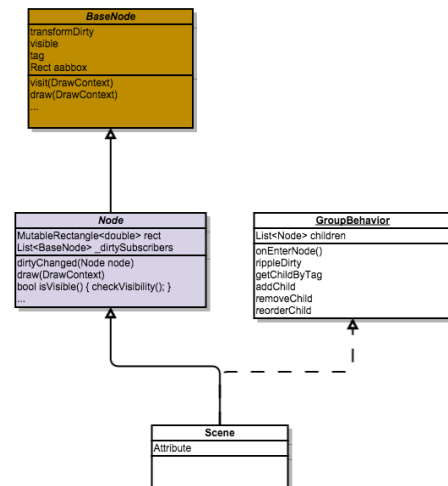 BaseNode
transformDirty
visible
tag
Rect aabbox
visit(DrawContext)
draw(DrawContext)
...
Node
MutableRectangle<double> rect
List<BaseNode> _dirtySubscribers
dirtyChanged(Node node)
draw(DrawContext)
bool isVisible() { checkVisibility(); }
...
GroupBehavior
List<Node> children
onEnterNode()
rippleDirty
getChildByTag
addChild
removeChild
reorderChild
Scene
Attribute